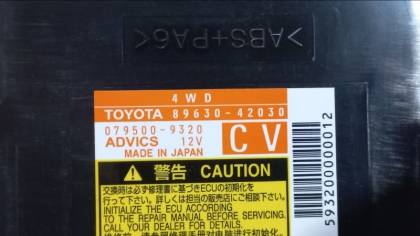 >ABS+PA6<
4WD
TOYOTA 89630-42030
079500-9320
ADVICS 12V
MADE IN JAPAN
CV
警告 CAUTION
交換時は必ず修理書に基づきECUの初期化を
行って下さい。詳しくは担当の販売店にご相談下さい。
INITIALIZE THE ECU ACCORDING
TO THE REPAIR MANUAL BEFORE SERVICING.
CALL YOUR DEALER FOR DETAILS.
593200000012